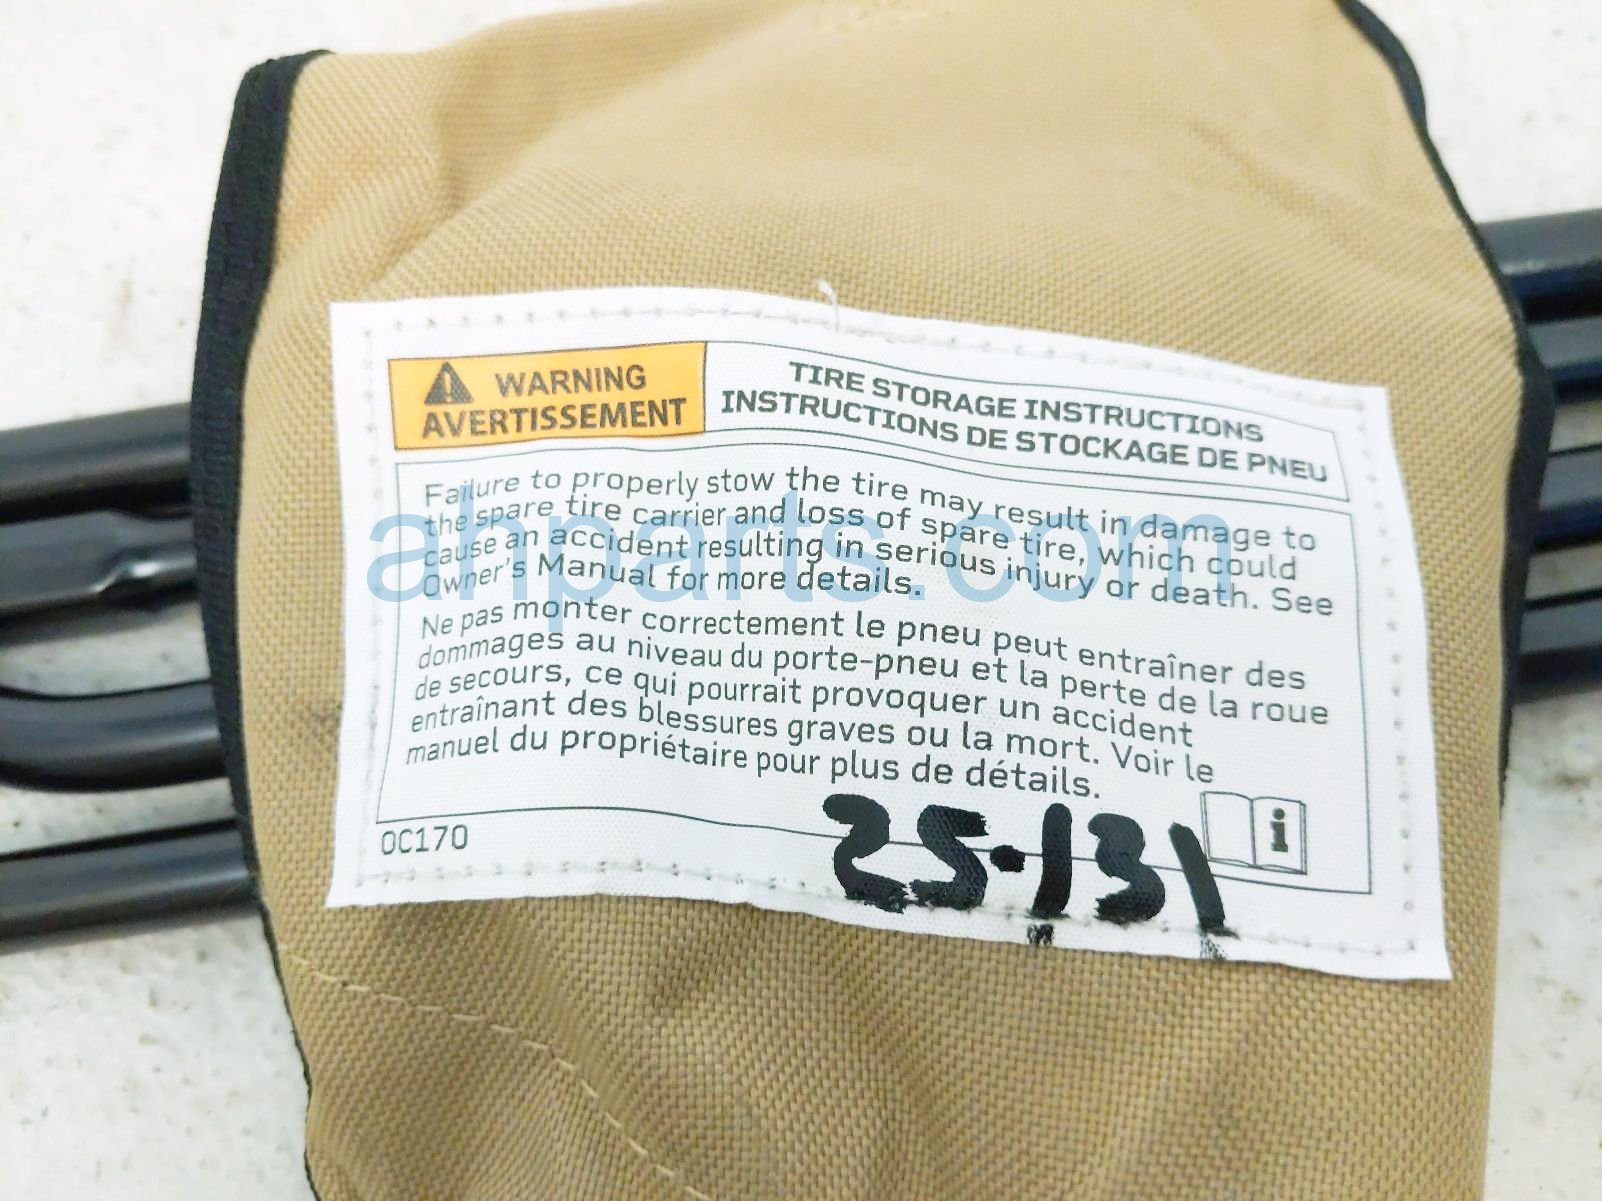 WARNING
AVERTISSEMENT
TIRE STORAGE INSTRUCTIONS
INSTRUCTIONS DE STOCKAGE DE PNEU
Failure to properly stow the tire may result in damage to
the spare tire carrier and loss of spare tire, which could
cause an accident resulting in serious injury or death. See
Owner's Manual for more details.
Ne pas monter correctement le pneu peut entraîner des
dommages au niveau du porte-pneu et la perte de la roue
de secours, ce qui pourrait provoquer un accident
entraînant des blessures graves ou la mort. Voir le
manuel du propriétaire pour plus de détails.
i
OC170
25-131
ahparts.com